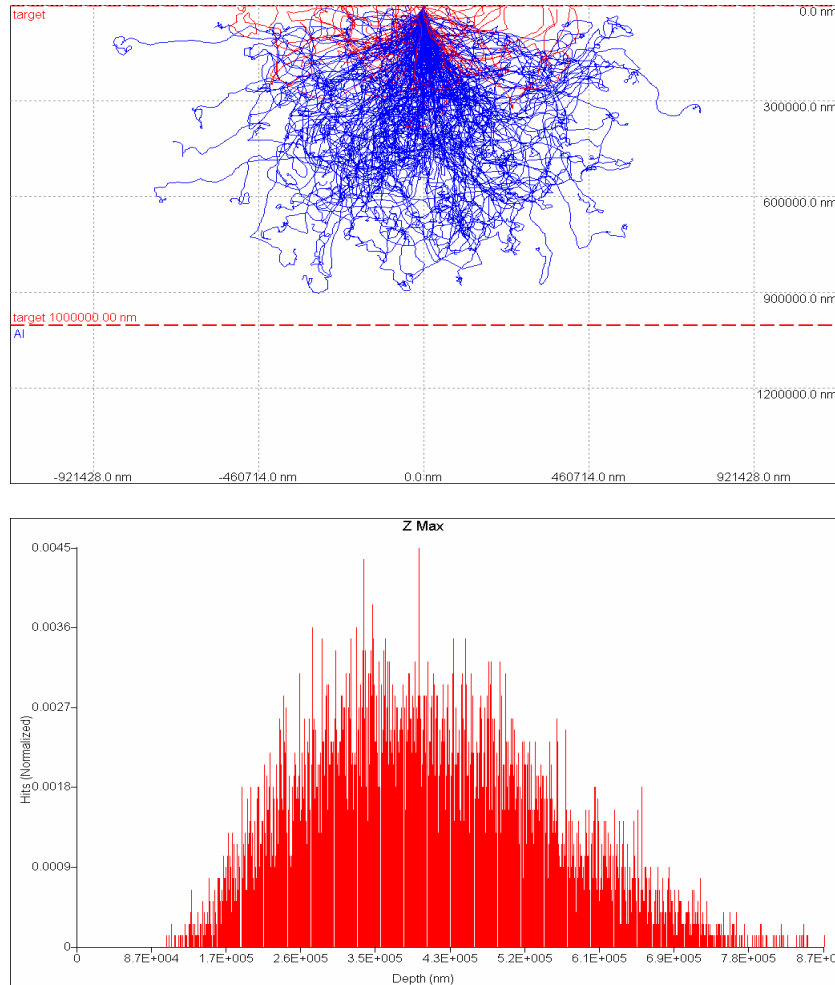 target
0.0 nm
300000.0 nm
600000.0 nm
900000.0 nm
target 1000000.00 nm
Al
1200000.0 nm
-921428.0 nm
-460714.0 nm
0.0 nm
460714.0 nm
921428.0 nm
Z Max
0.0045
0.0036
0.0027
0.0018
0.0009
0
Hits (Normalized)
0
8.7E+004
1.7E+005
2.6E+005
3.5E+005
4.3E+005
5.2E+005
6.1E+005
6.9E+005
7.8E+005
8.7E+0
Depth (nm)